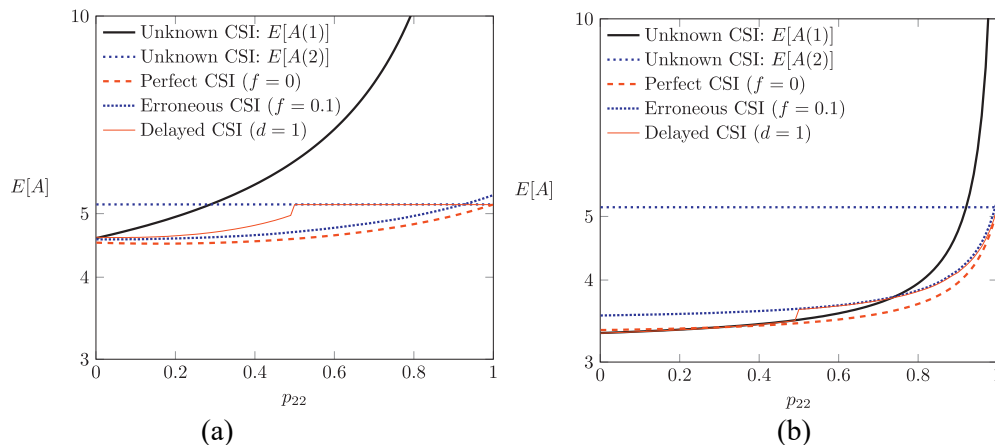 10
Unknown CSI: E[A(1)]
Unknown CSI: E[A(2)]
Perfect CSI (f = 0)
Erroneous CSI (f = 0.1)
Delayed CSI (d = 1)
E[A]
5
4
3
0 0.2 0.4 0.6 0.8 1
p22
(a)
10
Unknown CSI: E[A(1)]
Unknown CSI: E[A(2)]
Perfect CSI (f = 0)
Erroneous CSI (f = 0.1)
Delayed CSI (d = 1)
E[A]
5
4
3
0 0.2 0.4 0.6 0.8 1
p22
(b)